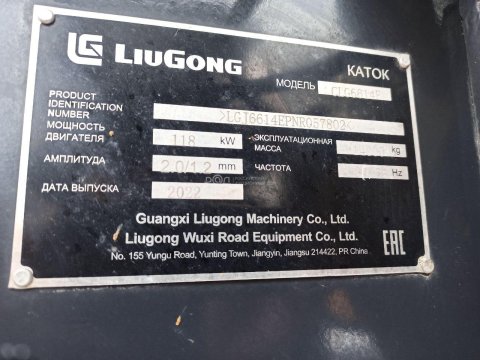 LIUGONG
КАТОК
МОДЕЛЬ CLG6614E
PRODUCT
IDENTIFICATION
NUMBER
МОЩНОСТЬ
ДВИГАТЕЛЯ 118 kW
ЭКСПЛУАТАЦИОННАЯ
МАССА kg
АМПЛИТУДА 2.0/1.2 mm
ЧАСТОТА Hz
ДАТА ВЫПУСКА 2022
Guangxi Liugong Machinery Co., Ltd.
Liugong Wuxi Road Equipment Co., Ltd.
No. 155 Yungu Road, Yunting Town, Jiangyin, Jiangsu 214422, PR China
EAC